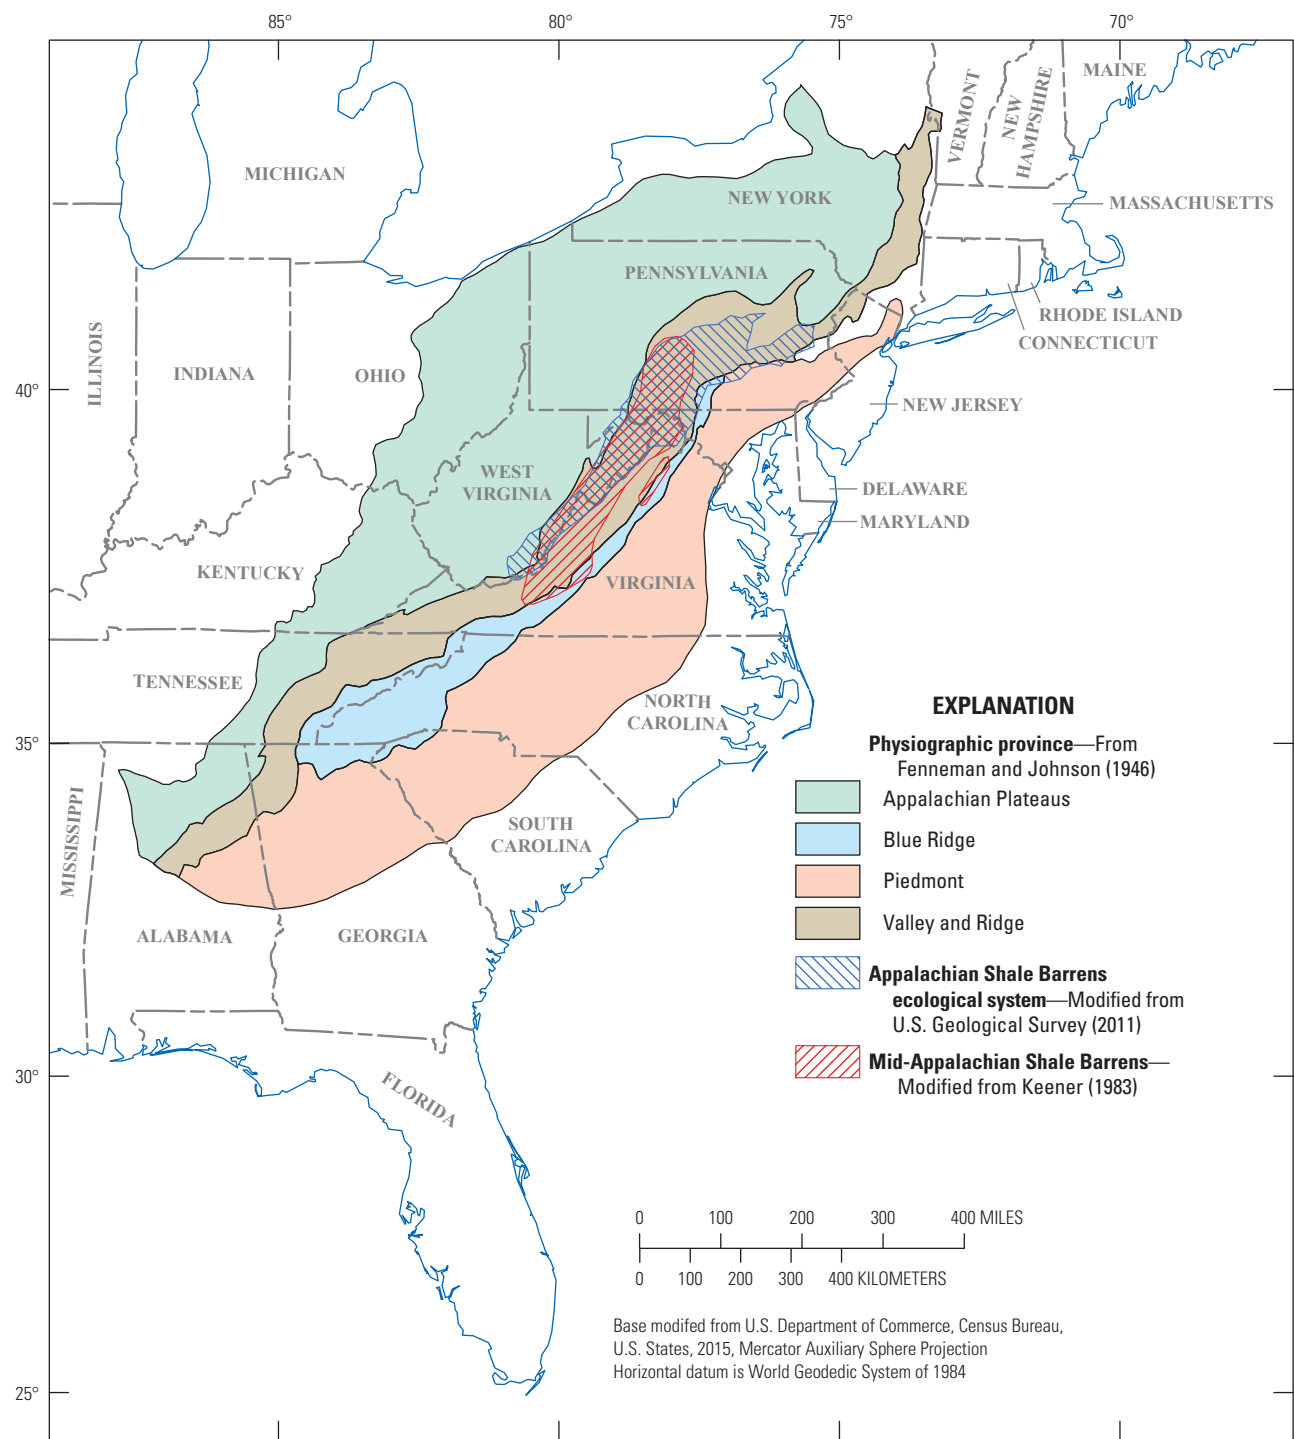 85°
80°
75°
70°
MAINE
VERMONT
NEW
HAMPSHIRE
MICHIGAN
NEW YORK
MASSACHUSETTS
PENNSYLVANIA
RHODE ISLAND
CONNECTICUT
ILLINOIS
INDIANA
OHIO
40°
NEW JERSEY
WEST
VIRGINIA
DELAWARE
MARYLAND
KENTUCKY
VIRGINIA
TENNESSEE
NORTH
CAROLINA
35°
MISSISSIPPI
SOUTH
CAROLINA
ALABAMA
GEORGIA
30°
FLORIDA
25°
EXPLANATION
Physiographic province—From
Fenneman and Johnson (1946)
Appalachian Plateaus
Blue Ridge
Piedmont
Valley and Ridge
Appalachian Shale Barrens
ecological system—Modified from
U.S. Geological Survey (2011)
Mid-Appalachian Shale Barrens—
Modified from Keener (1983)
0 100 200 300 400 MILES
0 100 200 300 400 KILOMETERS
Base modifed from U.S. Department of Commerce, Census Bureau,
U.S. States, 2015, Mercator Auxiliary Sphere Projection
Horizontal datum is World Geodedic System of 1984